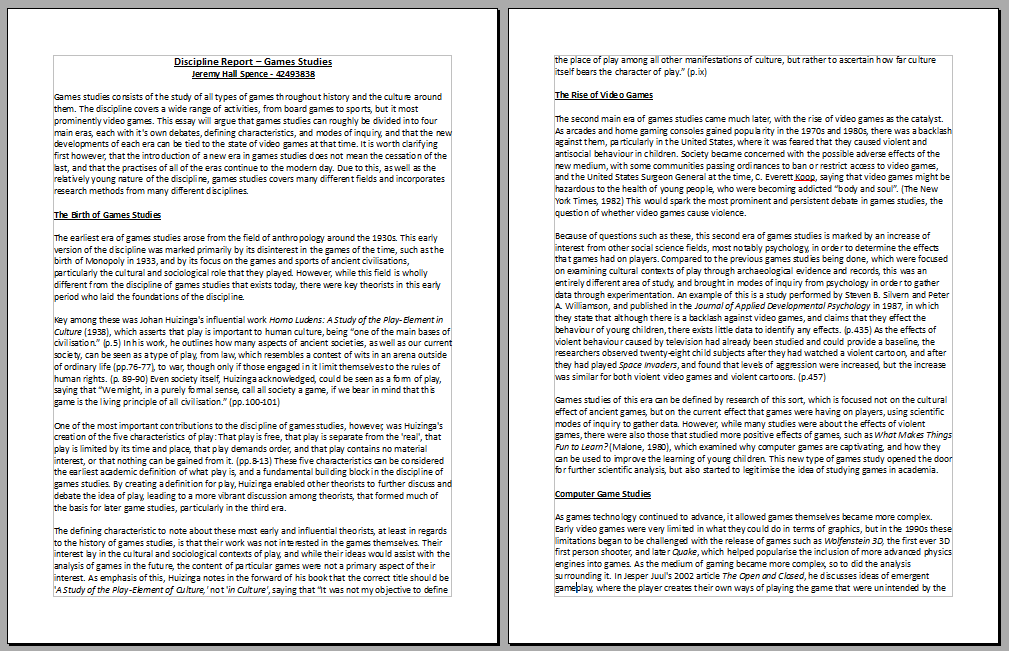 Discipline Report – Games Studies
Jeremy Hall Spence - 42493838
Games studies consists of the study of all types of games throughout history and the culture around
them. The discipline covers a wide range of activities, from board games to sports, but it most
prominently video games. This essay will argue that games studies can roughly be divided into four
main eras, each with it's own debates, defining characteristics, and modes of inquiry, and that the new
developments of each era can be tied to the state of video games at that time. It is worth clarifying
first however, that the introduction of a new era in games studies does not mean the cessation of the
last, and that the practises of all of the eras continue to the modern day. Due to this, as well as the
relatively young nature of the discipline, games studies covers many different fields and incorporates
research methods from many different disciplines.
The Birth of Games Studies
The earliest era of games studies arose from the field of anthropology around the 1930s. This early
version of the discipline was marked primarily by its disinterest in the games of the time, such as the
birth of Monopoly in 1933, and by its focus on the games and sports of ancient civilisations,
particularly the cultural and sociological role that they played. However, while this field is wholly
different from the discipline of games studies that exists today, there were key theorists in this early
period who laid the foundations of the discipline.
Key among these was Johan Huizinga's influential work Homo Ludens: A Study of the Play-Element in
Culture (1938), which asserts that play is important to human culture, being "one of the main bases of
civilisation." (p.5) In his work, he outlines how many aspects of ancient societies, as well as our current
society, can be seen as a type of play, from law, which resembles a contest of wits in an arena outside
of ordinary life (pp.76-77), to war, though only if those engaged in it limit themselves to the rules of
human rights. (p. 89-90) Even society itself, Huizinga acknowledged, could be seen as a form of play,
saying that "We might, in a purely formal sense, call all society a game, if we bear in mind that this
game is the living principle of all civilisation." (pp.100-101)
One of the most important contributions to the discipline of games studies, however, was Huizinga's
creation of the five characteristics of play: That play is free, that play is separate from the 'real', that
play is limited by its time and place, that play demands order, and that play contains no material
interest, or that nothing can be gained from it. (pp.8-13) These five characteristics can be considered
the earliest academic definition of what play is, and a fundamental building block in the discipline of
games studies. By creating a definition for play, Huizinga enabled other theorists to further discuss and
debate the idea of play, leading to a more vibrant discussion among theorists, that formed much of
the basis for later game studies, particularly in the third era.
The defining characteristic to note about these most early and influential theorists, at least in regards
to the history of games studies, is that their work was not interested in the games themselves. Their
interest lay in the cultural and sociological contexts of play, and while their ideas would assist with the
analysis of games in the future, the content of particular games were not a primary aspect of their
interest. As emphasis of this, Huizinga notes in the forward of his book that the correct title should be
'A Study of the Play-Element of Culture,' not 'in Culture', saying that "it was not my objective to define
the place of play among all other manifestations of culture, but rather to ascertain how far culture
itself bears the character of play." (p.ix)
The Rise of Video Games
The second main era of games studies came much later, with the rise of video games as the catalyst.
As arcades and home gaming consoles gained popularity in the 1970s and 1980s, there was a backlash
against them, particularly in the United States, where it was feared that they caused violent and
antisocial behaviour in children. Society became concerned with the possible adverse effects of the
new medium, with some communities passing ordinances to ban or restrict access to video games,
and the United States Surgeon General at the time, C. Everett Koop, saying that video games might be
hazardous to the health of young people, who were becoming addicted "body and soul". (The New
York Times, 1982) This would spark the most prominent and persistent debate in games studies, the
question of whether video games cause violence.
Because of questions such as these, this second era of games studies is marked by an increase of
interest from other social science fields, most notably psychology, in order to determine the effects
that games had on players. Compared to the previous games studies being done, which were focused
on examining cultural contexts of play through archaeological evidence and records, this was an
entirely different area of study, and brought in modes of inquiry from psychology in order to gather
data through experimentation. An example of this is a study performed by Steven B. Silvern and Peter
A. Williamson, and published in the Journal of Applied Developmental Psychology in 1987, in which
they state that although there is a backlash against video games, and claims that they effect the
behaviour of young children, there exists little data to identify any effects. (p.435) As the effects of
violent behaviour caused by television had already been studied and could provide a baseline, the
researchers observed twenty-eight child subjects after they had watched a violent cartoon, and after
they had played Space Invaders, and found that levels of aggression were increased, but the increase
was similar for both violent video games and violent cartoons. (p.457)
Games studies of this era can be defined by research of this sort, which is focused not on the cultural
effect of ancient games, but on the current effect that games were having on players, using scientific
modes of inquiry to gather data. However, while many studies were about the effects of violent
games, there were also those that studied more positive effects of games, such as What Makes Things
Fun to Learn? (Malone, 1980), which examined why computer games are captivating, and how they
can be used to improve the learning of young children. This new type of games study opened the door
for further scientific analysis, but also started to legitimise the idea of studying games in academia.
Computer Game Studies
As games technology continued to advance, it allowed games themselves became more complex.
Early video games were very limited in what they could do in terms of graphics, but in the 1990s these
limitations began to be challenged with the release of games such as Wolfenstein 3D, the first ever 3D
first person shooter, and later Quake, which helped popularise the inclusion of more advanced physics
engines into games. As the medium of gaming became more complex, so to did the analysis
surrounding it. In Jesper Juul's 2002 article The Open and Closed, he discusses ideas of emergent
gameplay, where the player creates their own ways of playing the game that were unintended by the